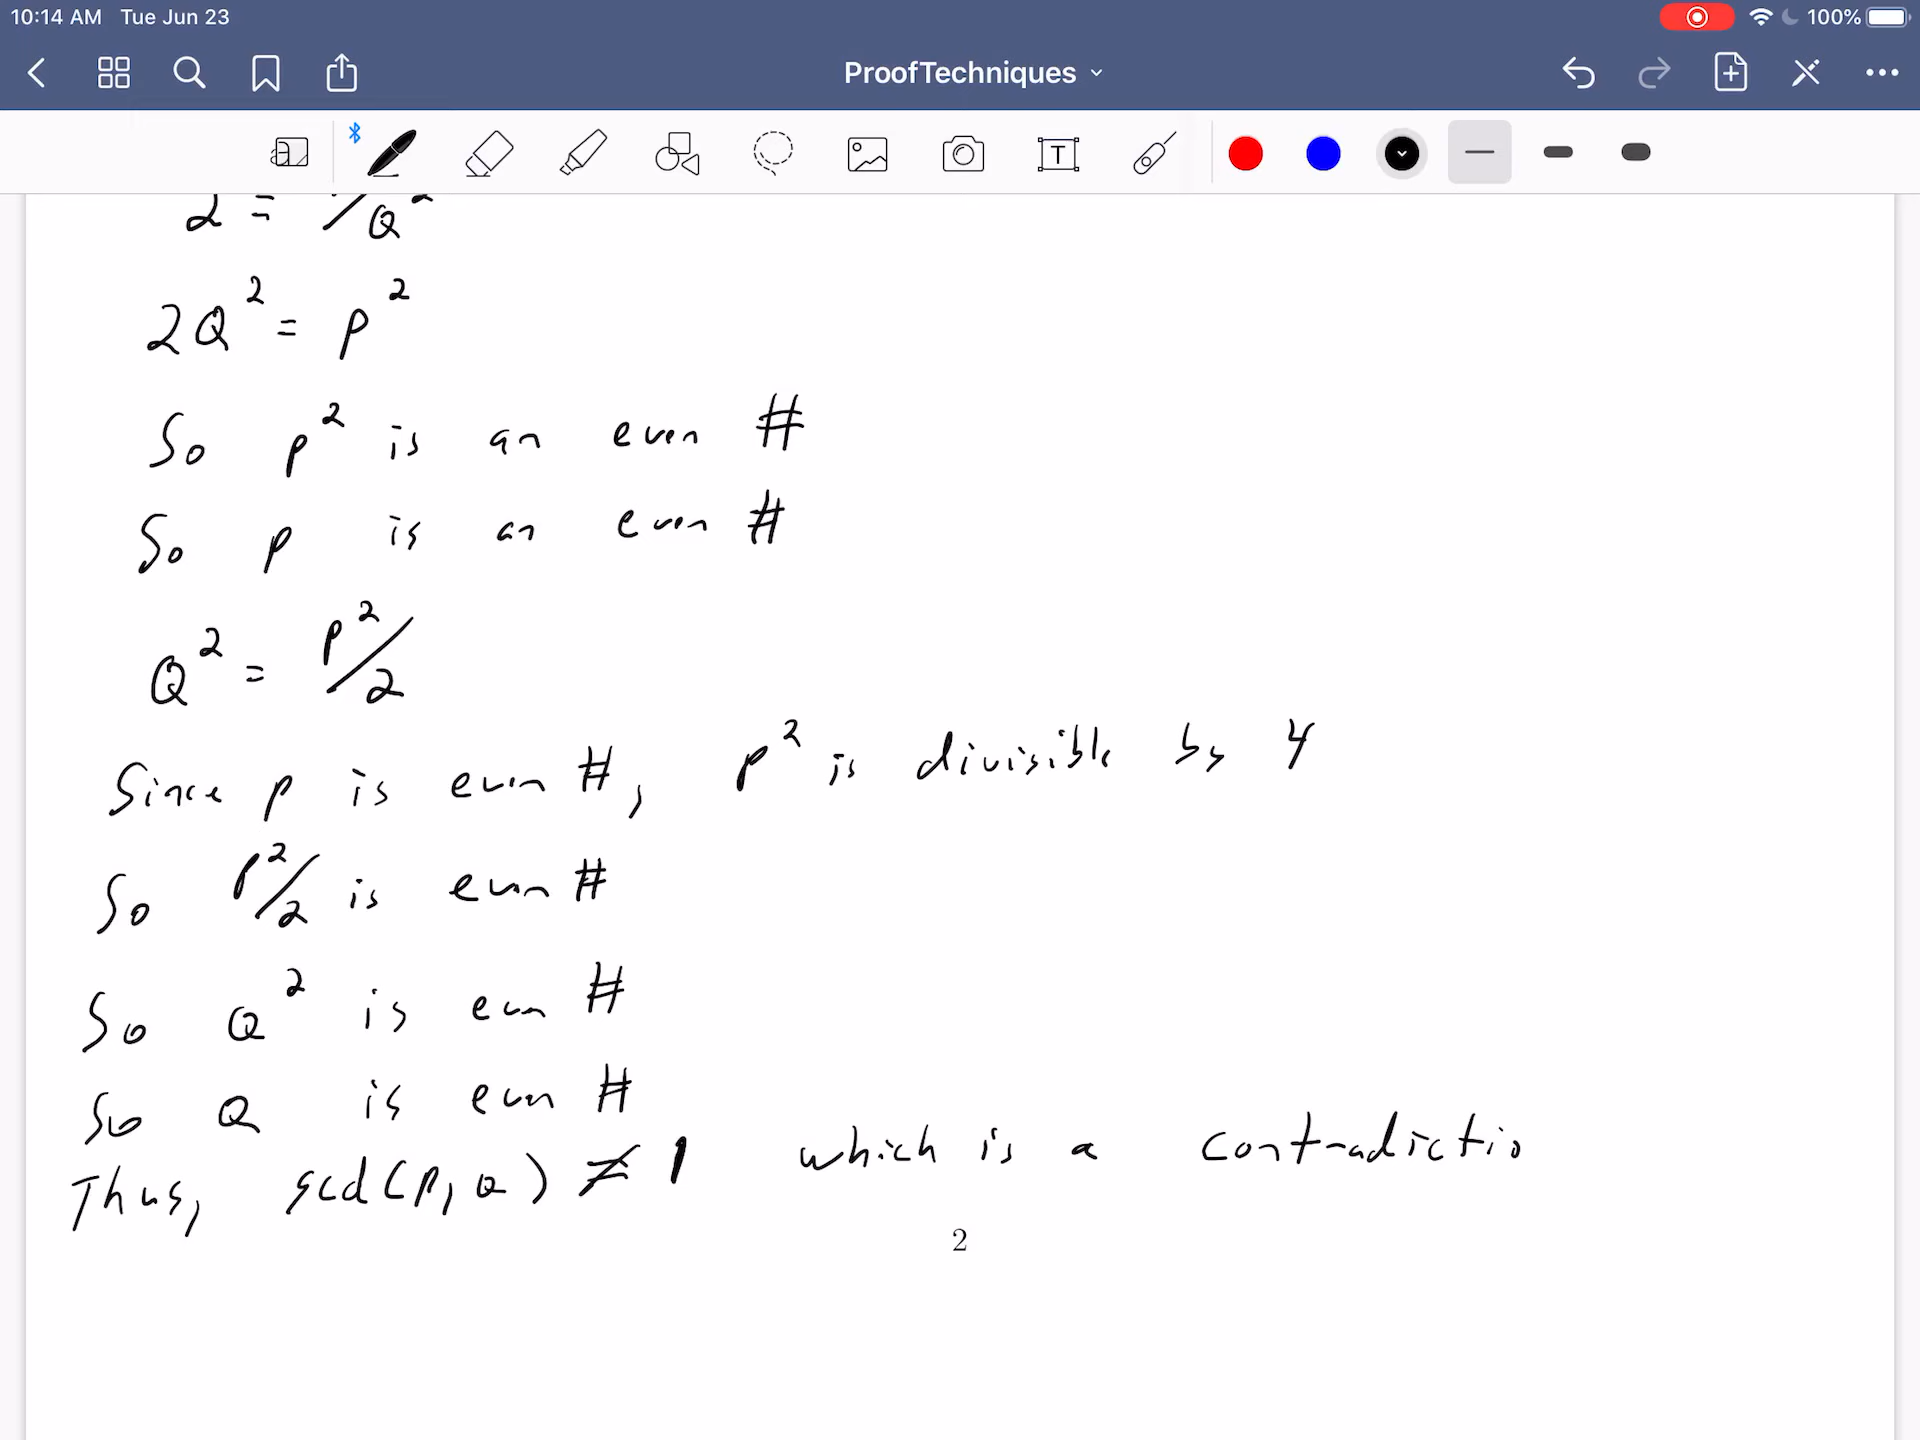 10:14 AM Tue Jun 23
100%
ProofTechniques
a
T
2 = /Q²
2Q² = P²
So P² is an even #
So P is an even #
Q² = P²/2
Since P is even #, P² is divisible by 4
So P²/2 is even #
So Q² is even #
So Q is even #
Thus, gcd(P, Q) ≠ 1 which is a contradictio
2